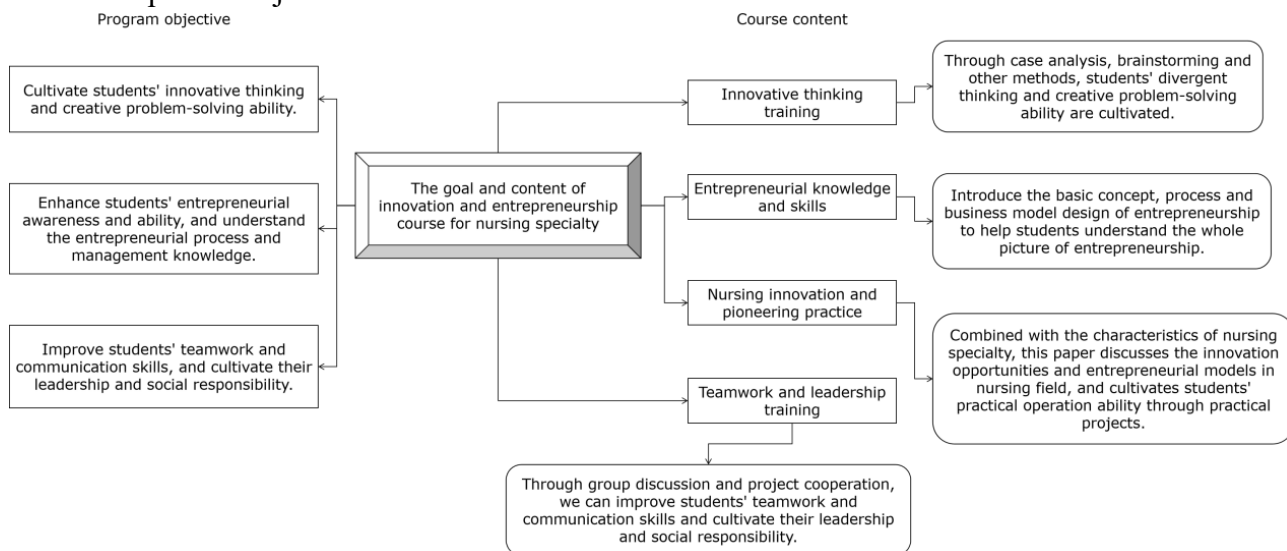 Program objective
Course content
Cultivate students' innovative thinking
and creative problem-solving ability.
Enhance students' entrepreneurial
awareness and ability, and understand
the entrepreneurial process and
management knowledge.
Improve students' teamwork and
communication skills, and cultivate their
leadership and social responsibility.
The goal and content of
innovation and entrepreneurship
course for nursing specialty
Innovative thinking
training
Through case analysis, brainstorming
and other methods, students' divergent
thinking and creative problem-solving
ability are cultivated.
Entrepreneurial knowledge
and skills
Introduce the basic concept, process and
business model design of entrepreneurship
to help students understand the whole
picture of entrepreneurship.
Nursing innovation and
pioneering practice
Combined with the characteristics of nursing
specialty, this paper discusses the innovation
opportunities and entrepreneurial models in
nursing field, and cultivates students'
practical operation ability through practical
projects.
Teamwork and leadership
training
Through group discussion and project cooperation,
we can improve students' teamwork and
communication skills and cultivate their leadership
and social responsibility.